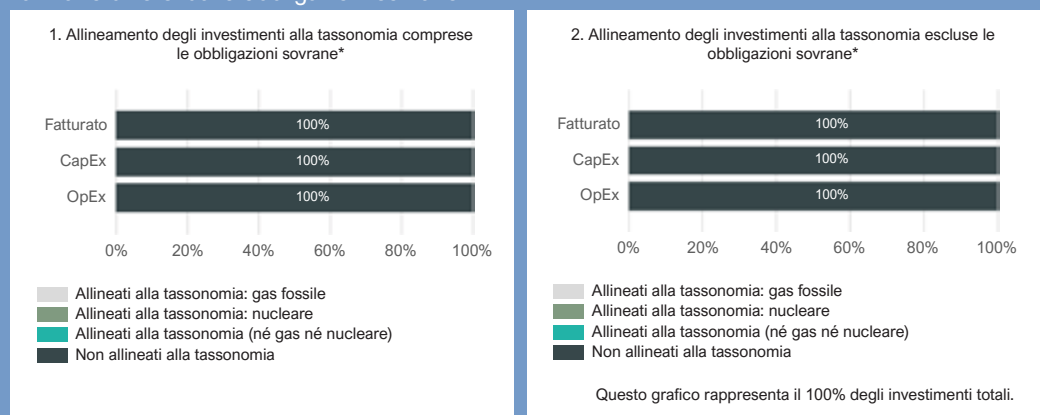 1. Allineamento degli investimenti alla tassonomia comprese
le obbligazioni sovrane*
Fatturato
100%
CapEx
100%
OpEx
100%
0% 20% 40% 60% 80% 100%
Allineati alla tassonomia: gas fossile
Allineati alla tassonomia: nucleare
Allineati alla tassonomia (né gas né nucleare)
Non allineati alla tassonomia
2. Allineamento degli investimenti alla tassonomia escluse le
obbligazioni sovrane*
Fatturato
100%
CapEx
100%
OpEx
100%
0% 20% 40% 60% 80% 100%
Allineati alla tassonomia: gas fossile
Allineati alla tassonomia: nucleare
Allineati alla tassonomia (né gas né nucleare)
Non allineati alla tassonomia
Questo grafico rappresenta il 100% degli investimenti totali.